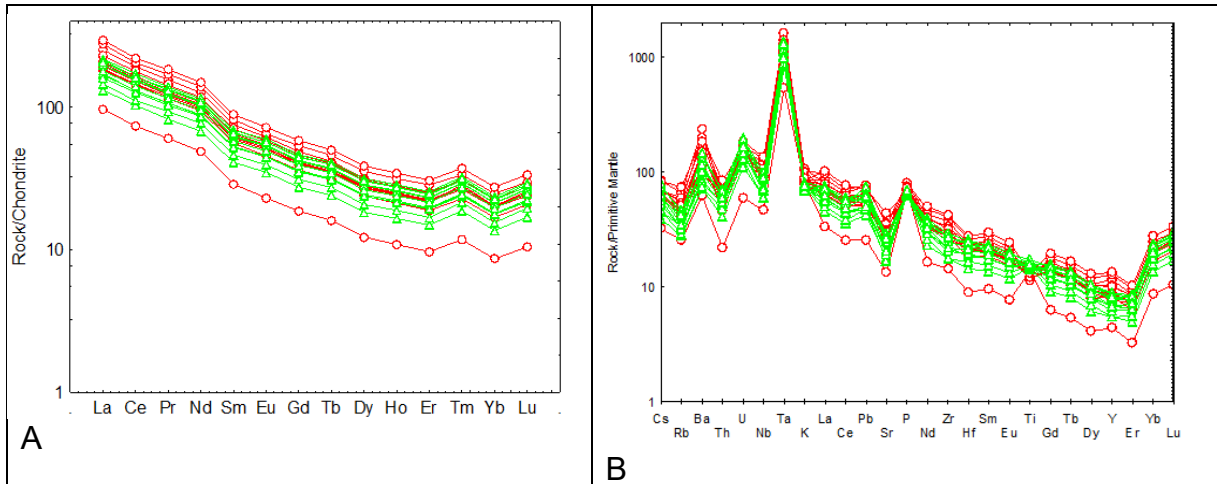 Rock/Chondrite
100
10
1
La Ce Pr Nd Sm Eu Gd Tb Dy Ho Er Tm Yb Lu
A
Rock/Primitive Mantle
1000
100
10
1
Cs Ba U Ta La Pb P Zr Sm Ti Tb Y Yb
Rb Th Nb K Ce Sr Nd Hf Eu Gd Dy Er Lu
B